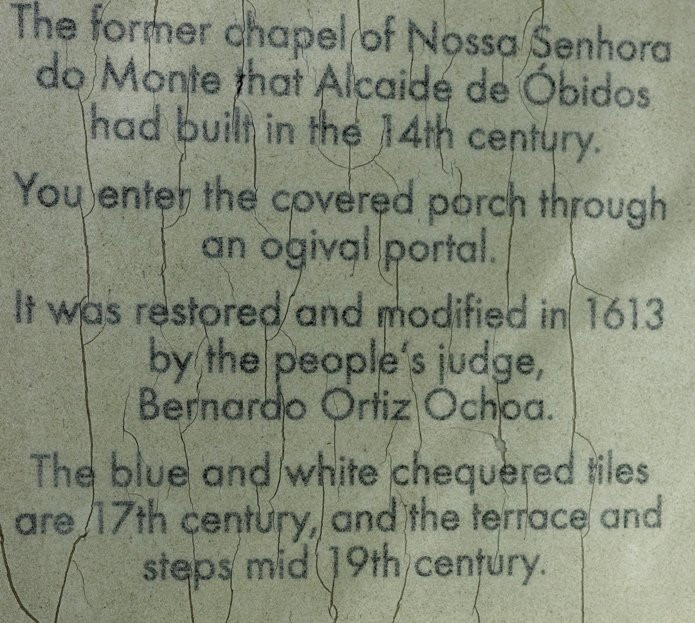 The former chapel of Nossa Senhora
do Monte that Alcaide de Óbidos
had built in the 14th century.
You enter the covered porch through
an ogival portal.
It was restored and modified in 1613
by the people's judge,
Bernardo Ortiz Ochoa.
The blue and white chequered tiles
are 17th century, and the terrace and
steps mid 19th century.